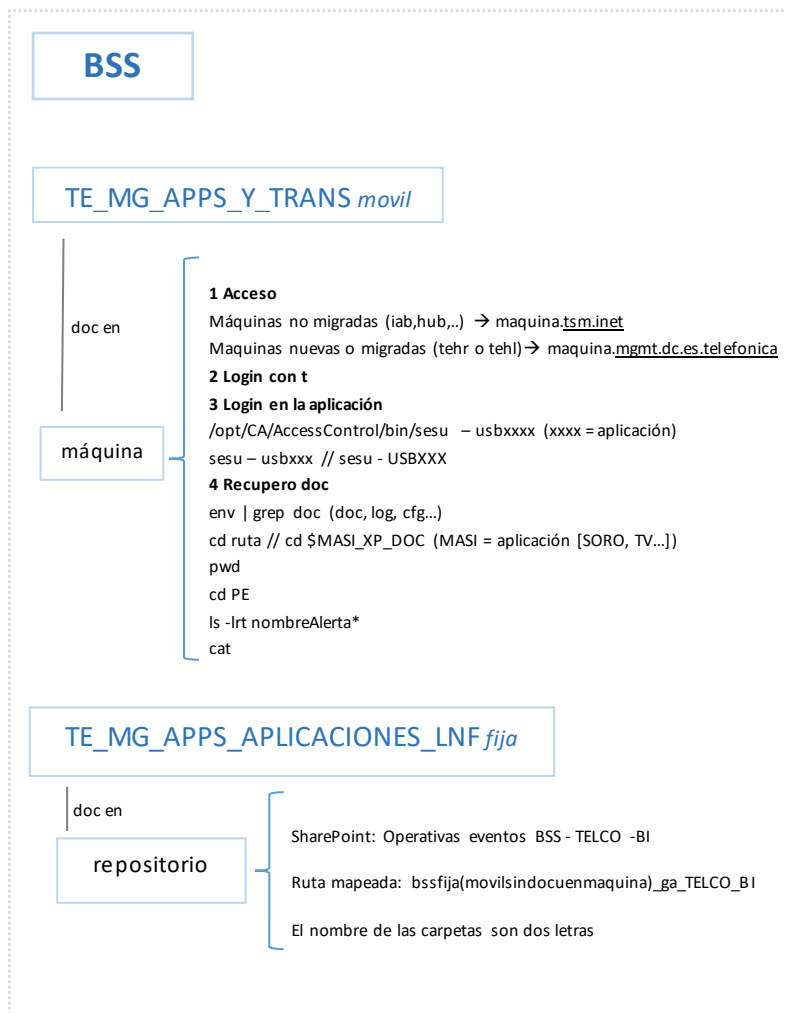 BSS
TE_MG_APPS_Y_TRANS movil
doc en
máquina
1 Acceso
Máquinas no migradas (iab,hub,..) → maquina.tsm.inet
Maquinas nuevas o migradas (tehr o tehl)→ maquina.mgmt.dc.es.telefonica
2 Login con t
3 Login en la aplicación
/opt/CA/AccessControl/bin/sesu – usbxxxx (xxxx = aplicación)
sesu – usbxxx // sesu - USBXXX
4 Recupero doc
env | grep doc (doc, log, cfg…)
cd ruta // cd $MASI_XP_DOC (MASI = aplicación [SORO, TV…])
pwd
cd PE
ls -lrt nombreAlerta*
cat
TE_MG_APPS_APLICACIONES_LNF fija
doc en
repositorio
SharePoint: Operativas eventos BSS - TELCO -BI
Ruta mapeada: bssfija(movilsindocuenmaquina)_ga_TELCO_BI
El nombre de las carpetas son dos letras